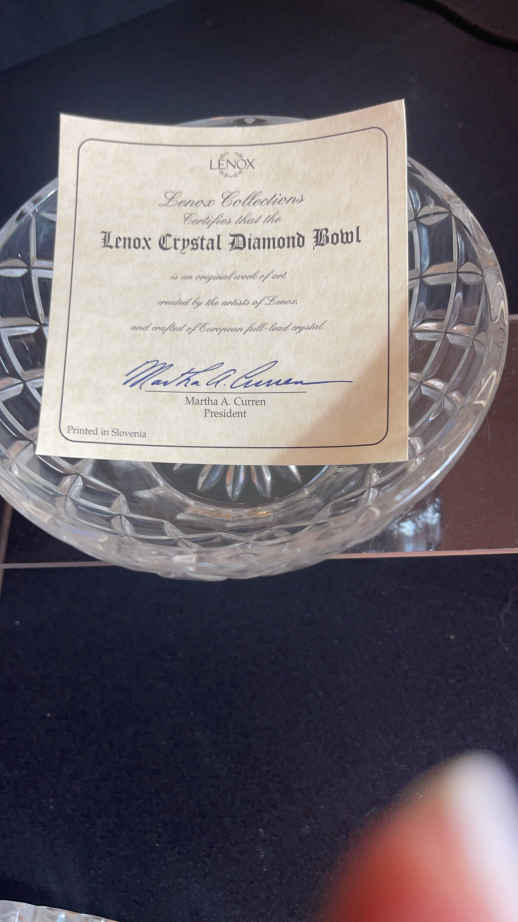 LENOX
Lenox Collections
Certifies that the
Lenox Crystal Diamond Bowl
is an original work of art
created by the artists of Lenox,
and crafted of European full-lead crystal.
Martha A. Curren
Martha A. Curren
President
Printed in Slovenia